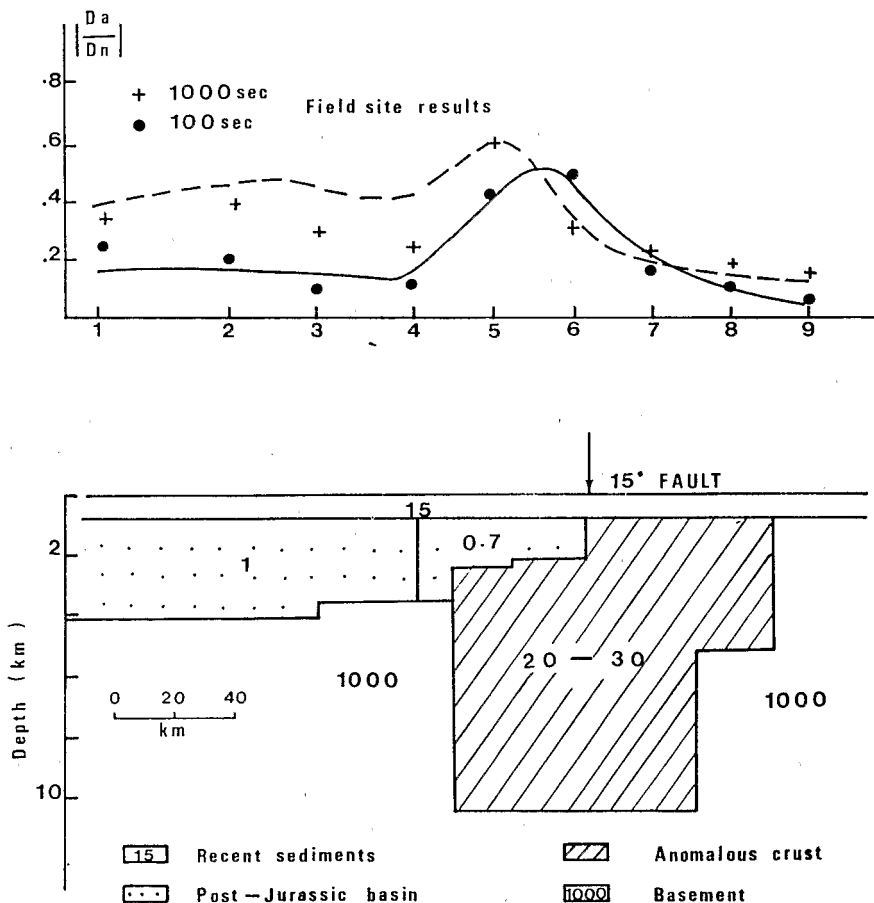 |Da/Dn|
.8
+ 1000 sec
● 100 sec
Field site results
.6
.4
.2
1 2 3 4 5 6 7 8 9
15° FAULT
15
2
1
0·7
20 — 30
1000
1000
0 20 40
km
Depth (km)
10
15 Recent sediments
Anomalous crust
Post—Jurassic basin
1000 Basement